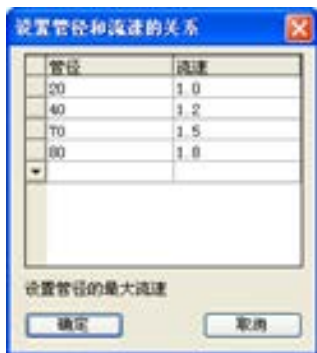 设置管径和流速的关系
管径 流速
20 1.0
40 1.2
70 1.5
80 1.8
设置管径的最大流速
确定 取消